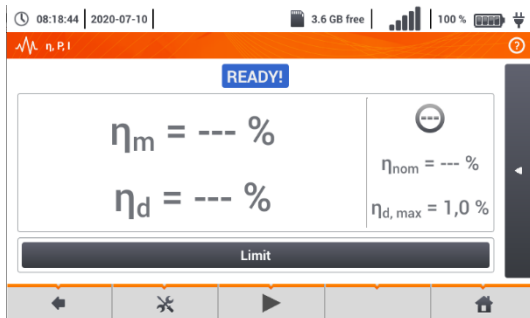 08:18:44 2020-07-10 3.6 GB free 100 %
η, P, I ?
READY!
ηm = --- %
ηd = --- %
---
ηnom = --- %
ηd, max = 1,0 %
Limit